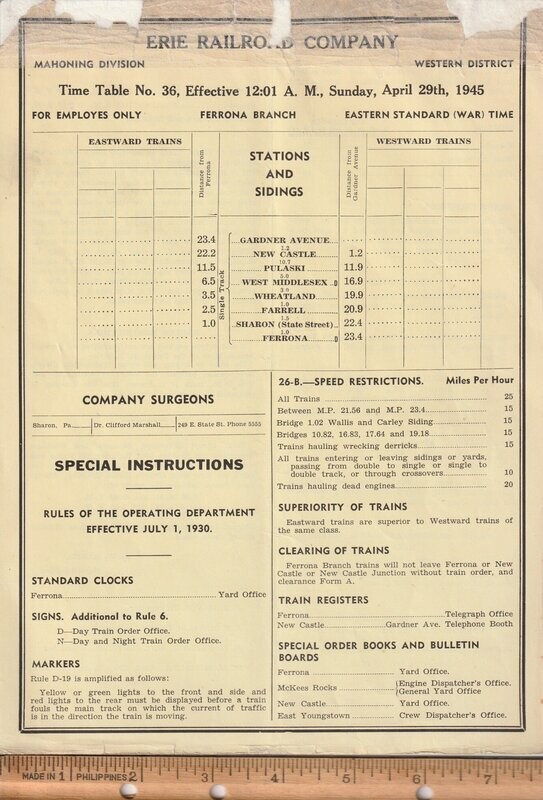 ERIE RAILROAD COMPANY
MAHONING DIVISION WESTERN DISTRICT
Time Table No. 36, Effective 12:01 A. M., Sunday, April 29th, 1945
FOR EMPLOYES ONLY FERRONA BRANCH EASTERN STANDARD (WAR) TIME
EASTWARD TRAINS Distance from Ferrona STATIONS AND SIDINGS Distance from Gardner Avenue WESTWARD TRAINS
Single Track
23.4 GARDNER AVENUE
1.2
22.2 NEW CASTLE 1.2
10.7
11.5 PULASKI 11.9
5.0
6.5 WEST MIDDLESEX D 16.9
3.0
3.5 WHEATLAND 19.9
1.0
2.5 FARRELL 20.9
1.5
1.0 SHARON (State Street) 22.4
1.0
FERRONA D 23.4
COMPANY SURGEONS
Sharon, Pa. Dr. Clifford Marshall 249 E. State St. Phone 5555
SPECIAL INSTRUCTIONS
RULES OF THE OPERATING DEPARTMENT
EFFECTIVE JULY 1, 1930.
STANDARD CLOCKS
Ferrona Yard Office
SIGNS. Additional to Rule 6.
D—Day Train Order Office.
N—Day and Night Train Order Office.
MARKERS
Rule D-19 is amplified as follows:
Yellow or green lights to the front and side and
red lights to the rear must be displayed before a train
fouls the main track on which the current of traffic
is in the direction the train is moving.
26-B.—SPEED RESTRICTIONS. Miles Per Hour
All Trains 25
Between M.P. 21.56 and M.P. 23.4 15
Bridge 1.02 Wallis and Carley Siding 15
Bridges 10.82, 16.83, 17.64 and 19.18 15
Trains hauling wrecking derricks 15
All trains entering or leaving sidings or yards,
passing from double to single or single to
double track, or through crossovers 10
Trains hauling dead engines 20
SUPERIORITY OF TRAINS
Eastward trains are superior to Westward trains of
the same class.
CLEARING OF TRAINS
Ferrona Branch trains will not leave Ferrona or New
Castle or New Castle Junction without train order, and
clearance Form A.
TRAIN REGISTERS
Ferrona Telegraph Office
New Castle Gardner Ave. Telephone Booth
SPECIAL ORDER BOOKS AND BULLETIN
BOARDS
Ferrona Yard Office.
McKees Rocks Engine Dispatcher's Office.
General Yard Office
New Castle Yard Office.
East Youngstown Crew Dispatcher's Office.
MADE IN 1 PHILIPPINES 2 3 4 5 6 7